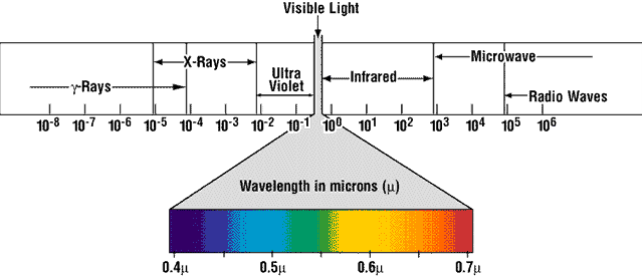 Visible Light
X-Rays
Microwave
Ultra
Violet
Infrared
γ-Rays
Radio Waves
10-8 10-7 10-6 10-5 10-4 10-3 10-2 10-1 100 101 102 103 104 105 106
Wavelength in microns (μ)
0.4μ 0.5μ 0.6μ 0.7μ